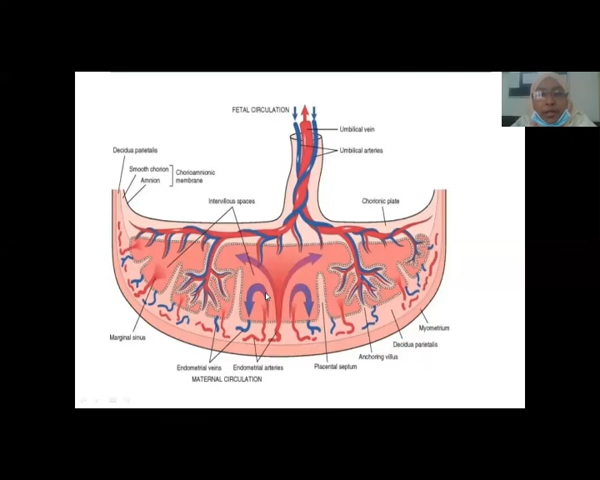 FETAL CIRCULATION
Umbilical vein
Umbilical arteries
Decidua parietalis
Smooth chorion
Amnion
Chorioamnionic
membrane
Intervillous spaces
Chorionic plate
Marginal sinus
Myometrium
Decidua parietalis
Anchoring villus
Endometrial veins
Endometrial arteries
Placental septum
MATERNAL CIRCULATION